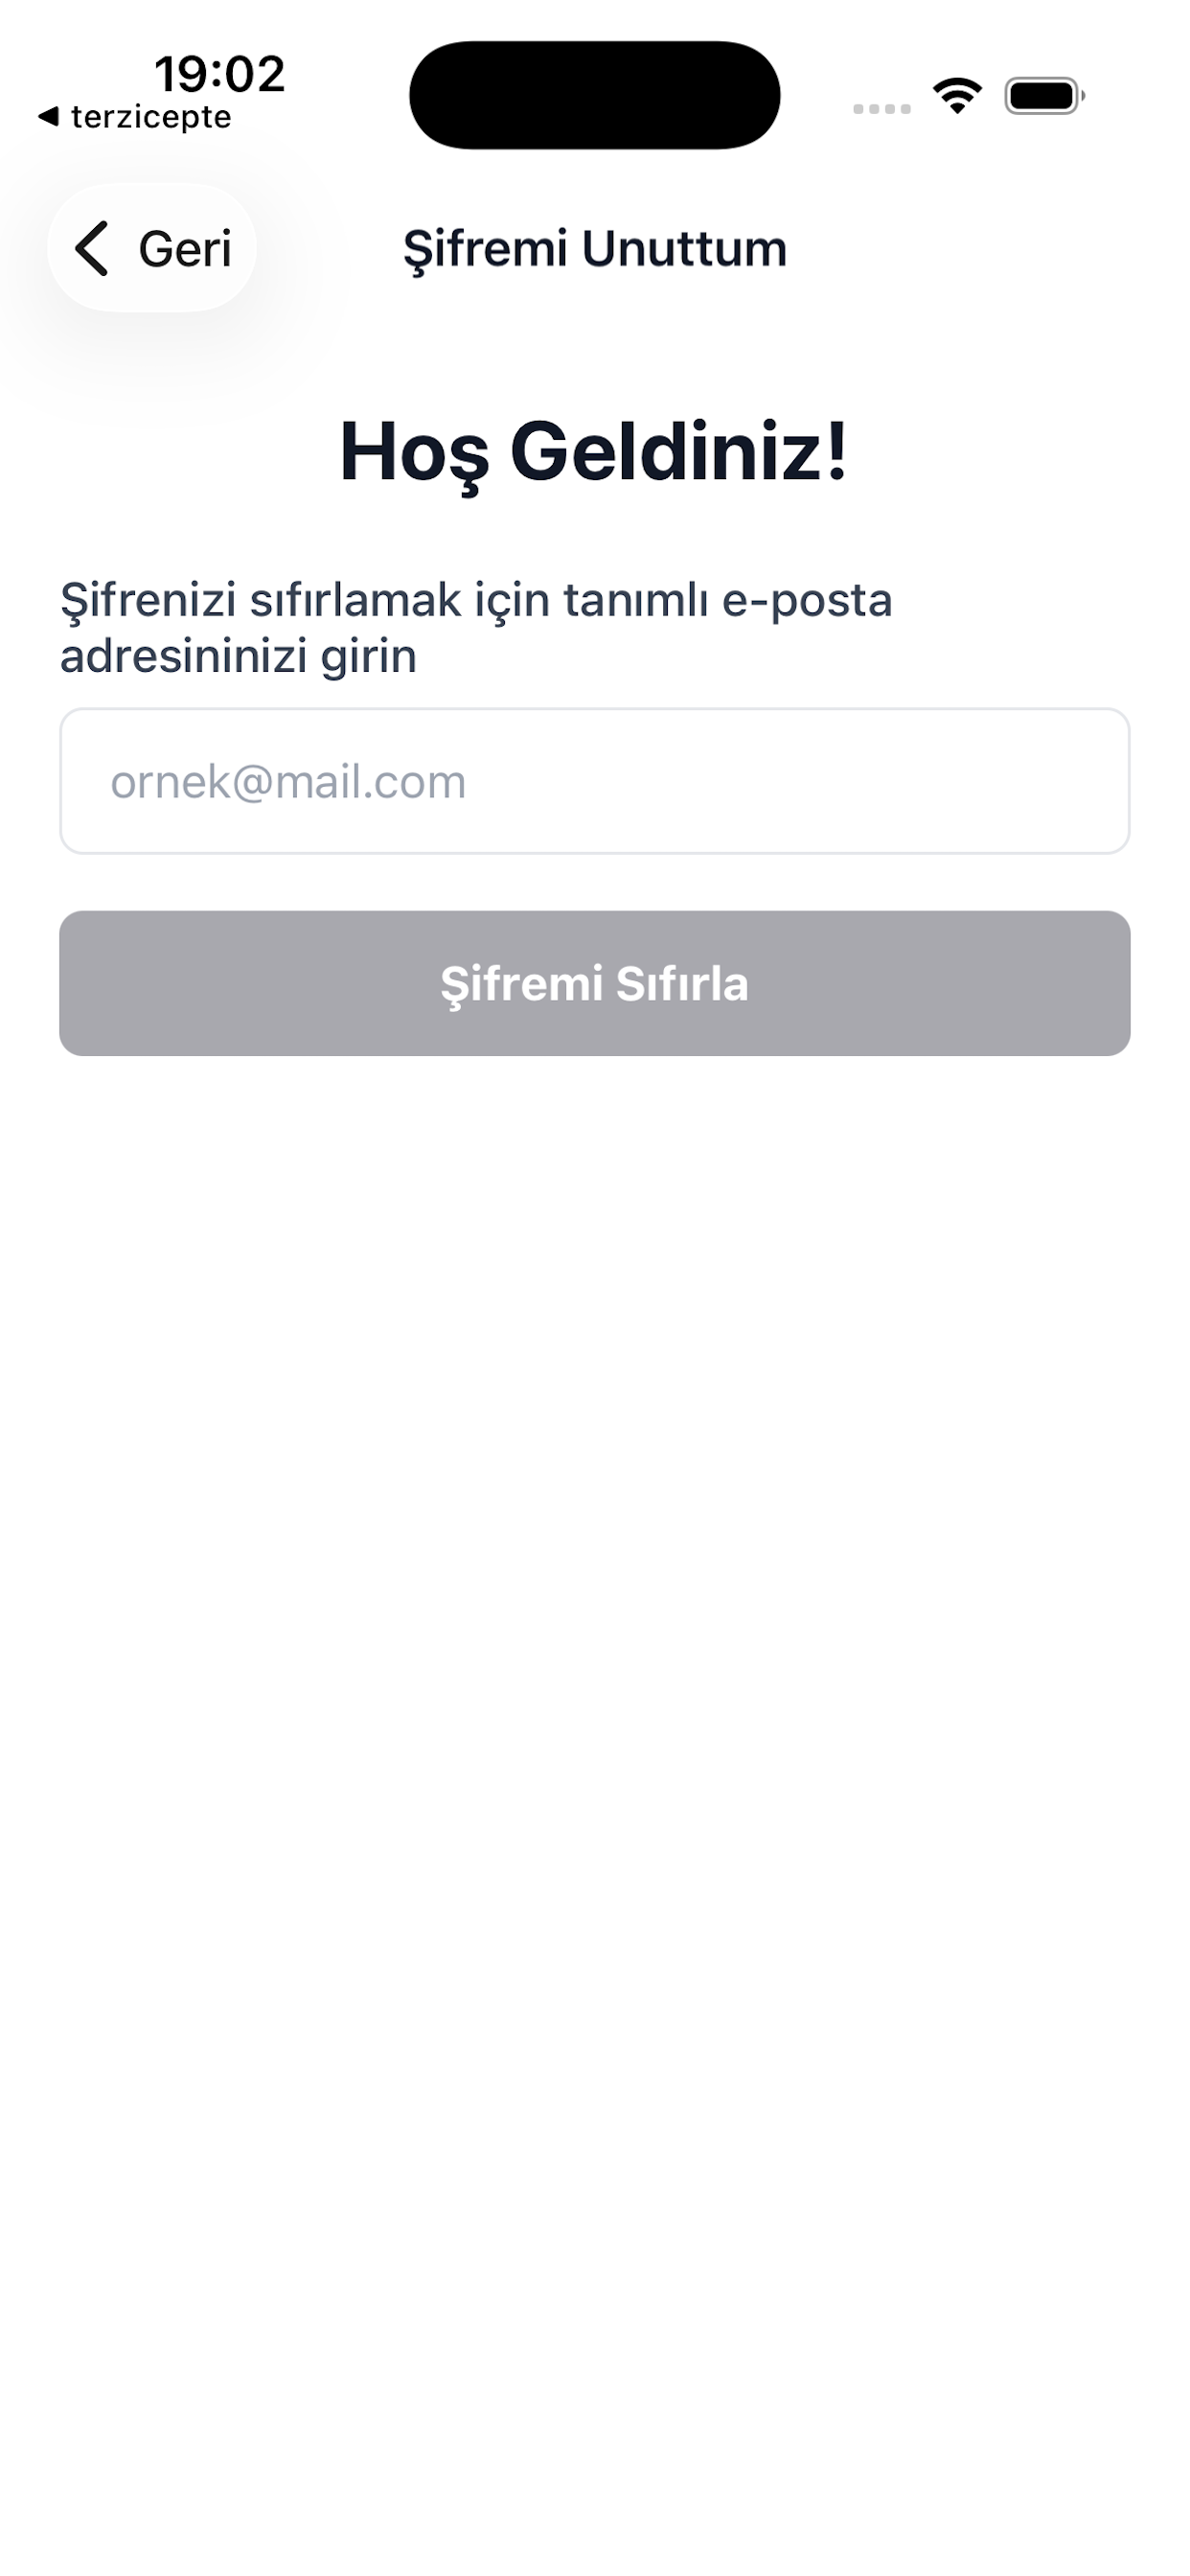 19:02
◀ terzicepte
Geri
Şifremi Unuttum
Hoş Geldiniz!
Şifrenizi sıfırlamak için tanımlı e-posta
adresininizi girin
ornek@mail.com
Şifremi Sıfırla